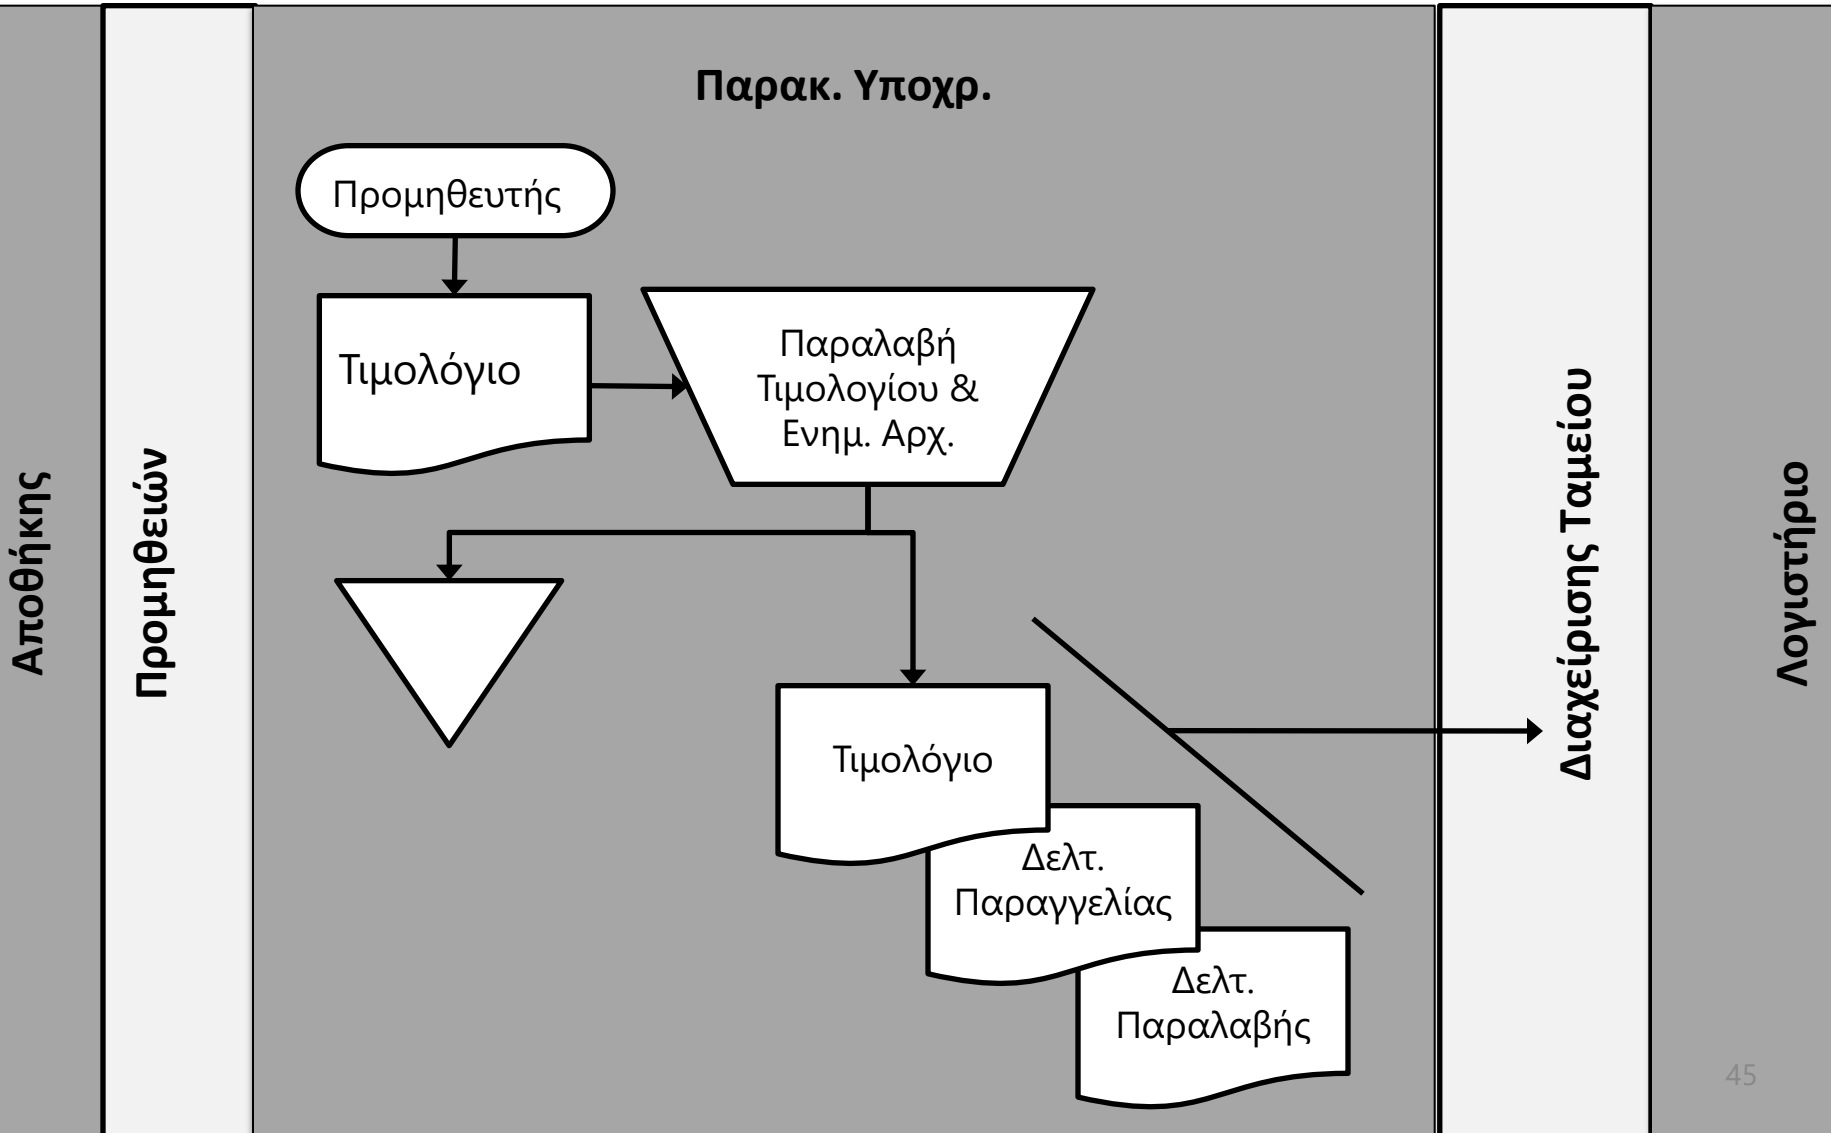 Παρακ. Υποχρ.
Αποθήκης
Προμηθειών
Προμηθευτής
Τιμολόγιο
Παραλαβή
Τιμολογίου &
Ενημ. Αρχ.
Τιμολόγιο
Δελτ.
Παραγγελίας
Δελτ.
Παραλαβής
Διαχείρισης Ταμείου
Λογιστήριο
45